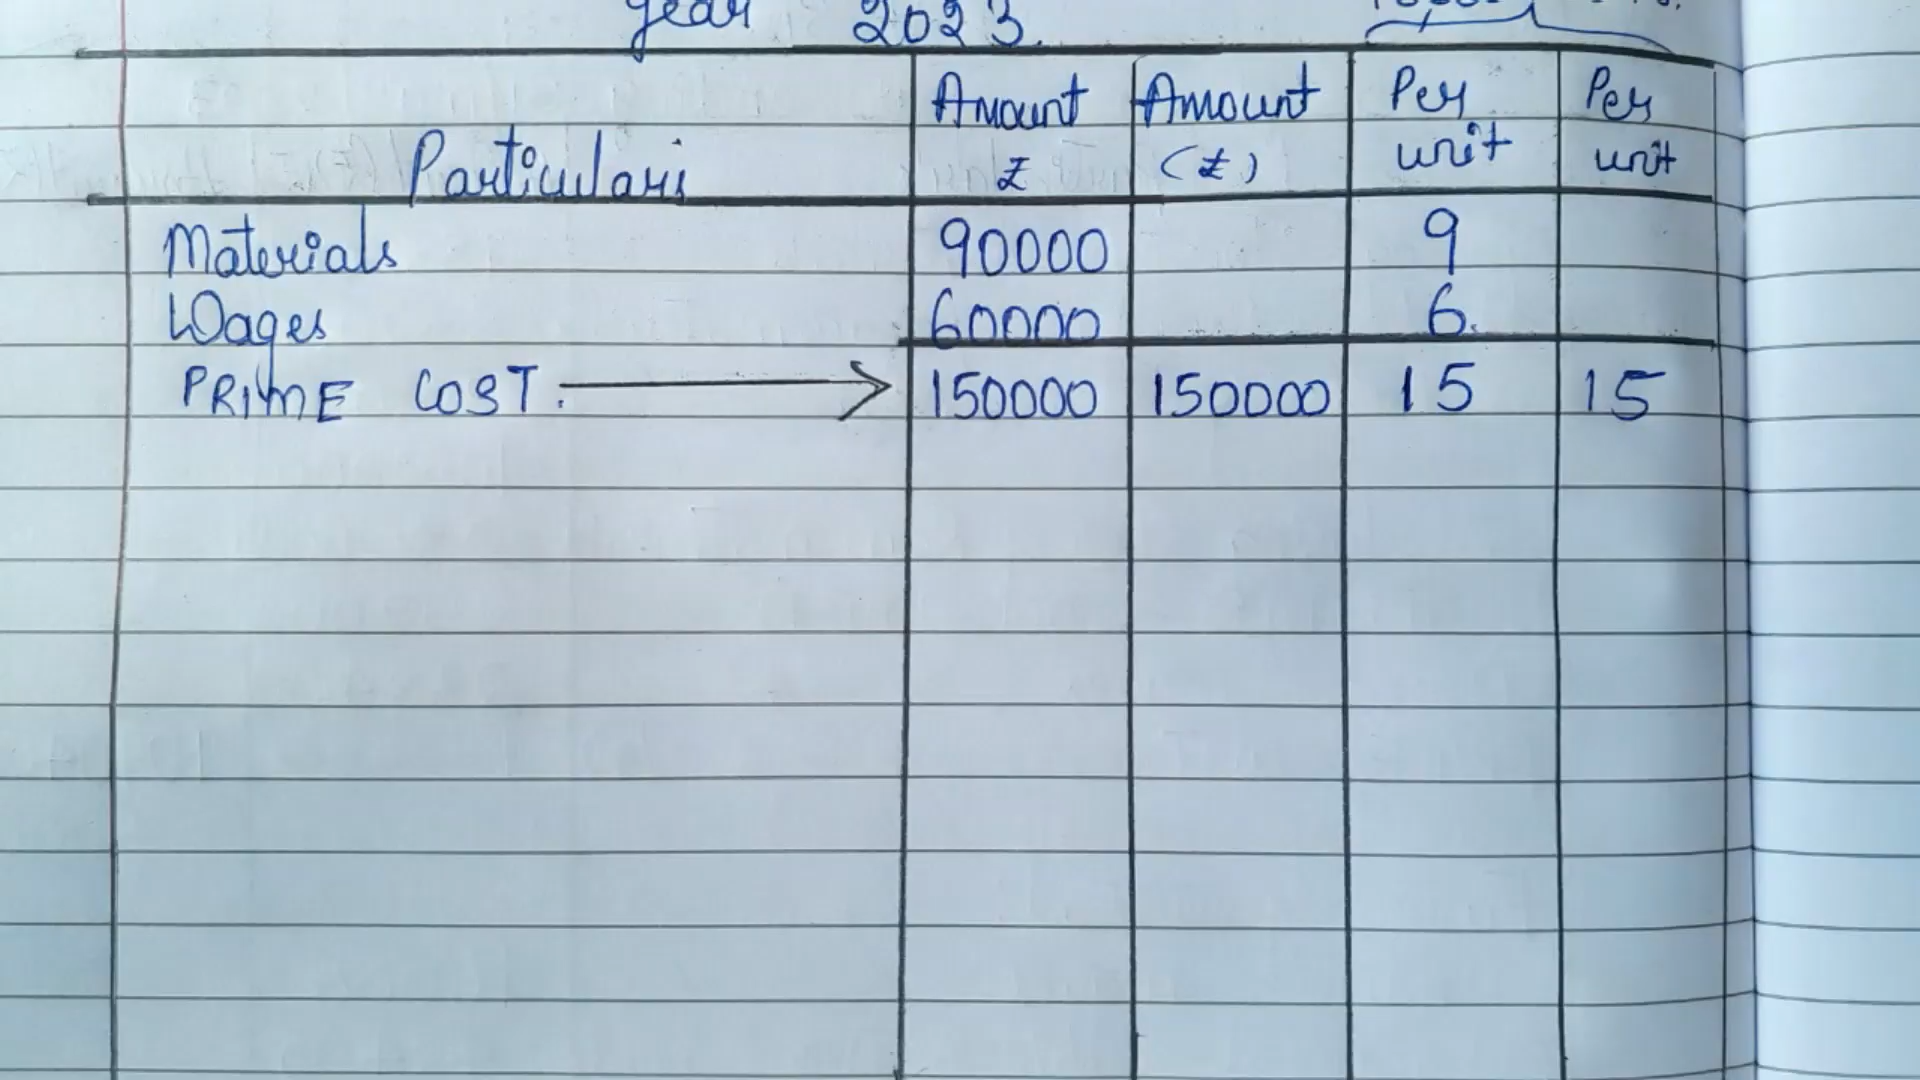 year 2023.
Particulars Amount ₹ Amount (₹) Per unit Per unit
Materials 90000 9
Wages 60000 6.
PRIME COST. 150000 150000 15 15